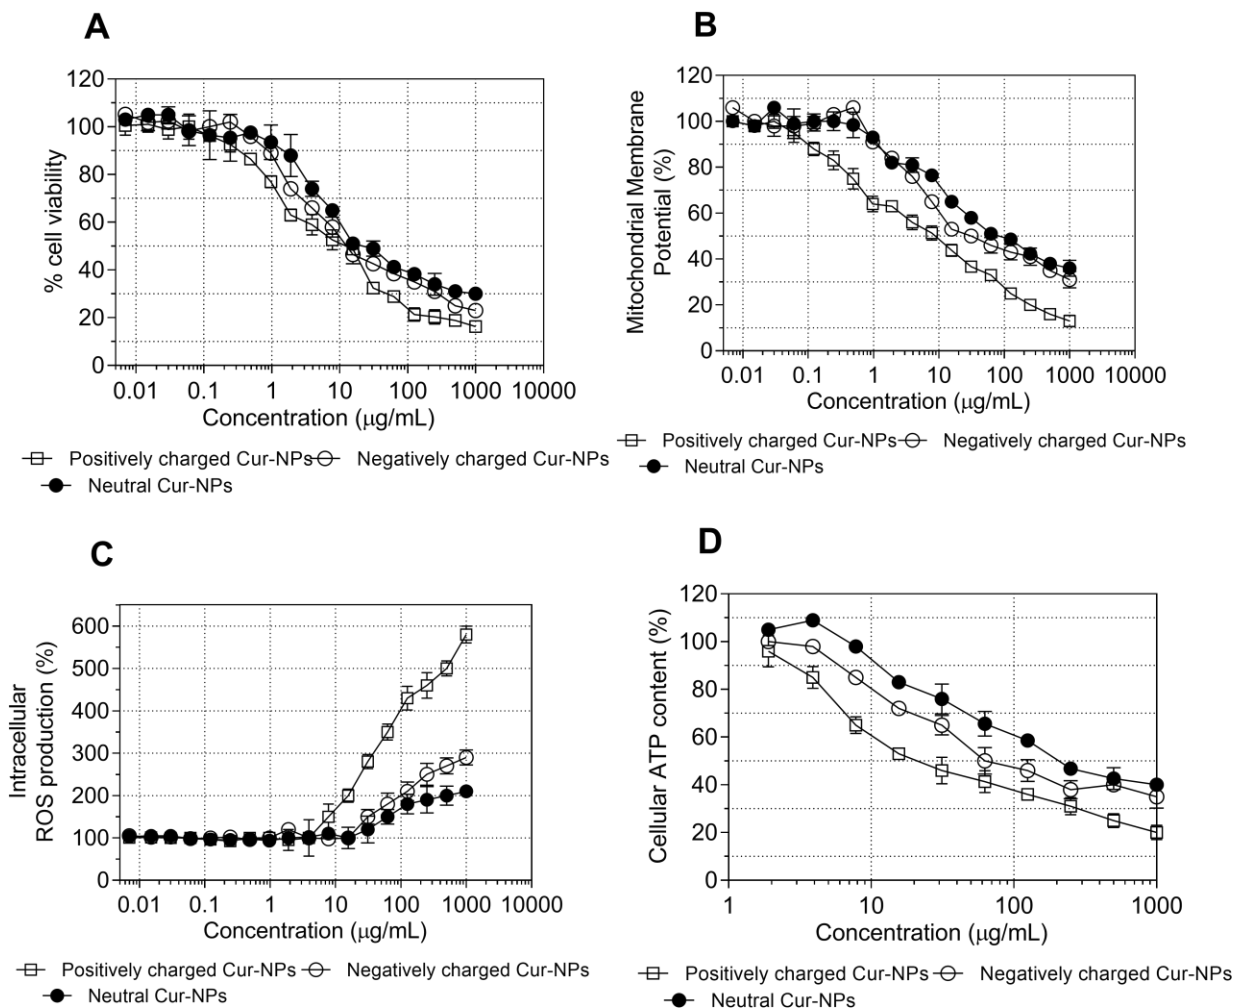 A
120
100
80
60
40
20
0
% cell viability
0.01 0.1 1 10 100 1000 10000
Concentration (μg/mL)
Positively charged Cur-NPs Negatively charged Cur-NPs
Neutral Cur-NPs
B
120
100
80
60
40
20
0
Mitochondrial Membrane
Potential (%)
0.01 0.1 1 10 100 1000 10000
Concentration (μg/mL)
Positively charged Cur-NPs Negatively charged Cur-NPs
Neutral Cur-NPs
C
600
500
400
300
200
100
0
Intracellular
ROS production (%)
0.01 0.1 1 10 100 1000 10000
Concentration (μg/mL)
Positively charged Cur-NPs Negatively charged Cur-NPs
Neutral Cur-NPs
D
120
100
80
60
40
20
0
Cellular ATP content (%)
1 10 100 1000
Concentration (μg/mL)
Positively charged Cur-NPs Negatively charged Cur-NPs
Neutral Cur-NPs